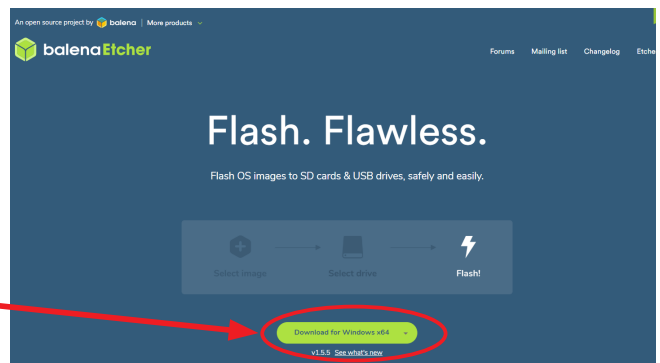 An open source project by balena | More products
balenaEtcher
Forums Mailing list Changelog Etche
Flash. Flawless.
Flash OS images to SD cards & USB drives, safely and easily.
Select image Select drive Flash!
Download for Windows x64
v1.5.5 See what's new